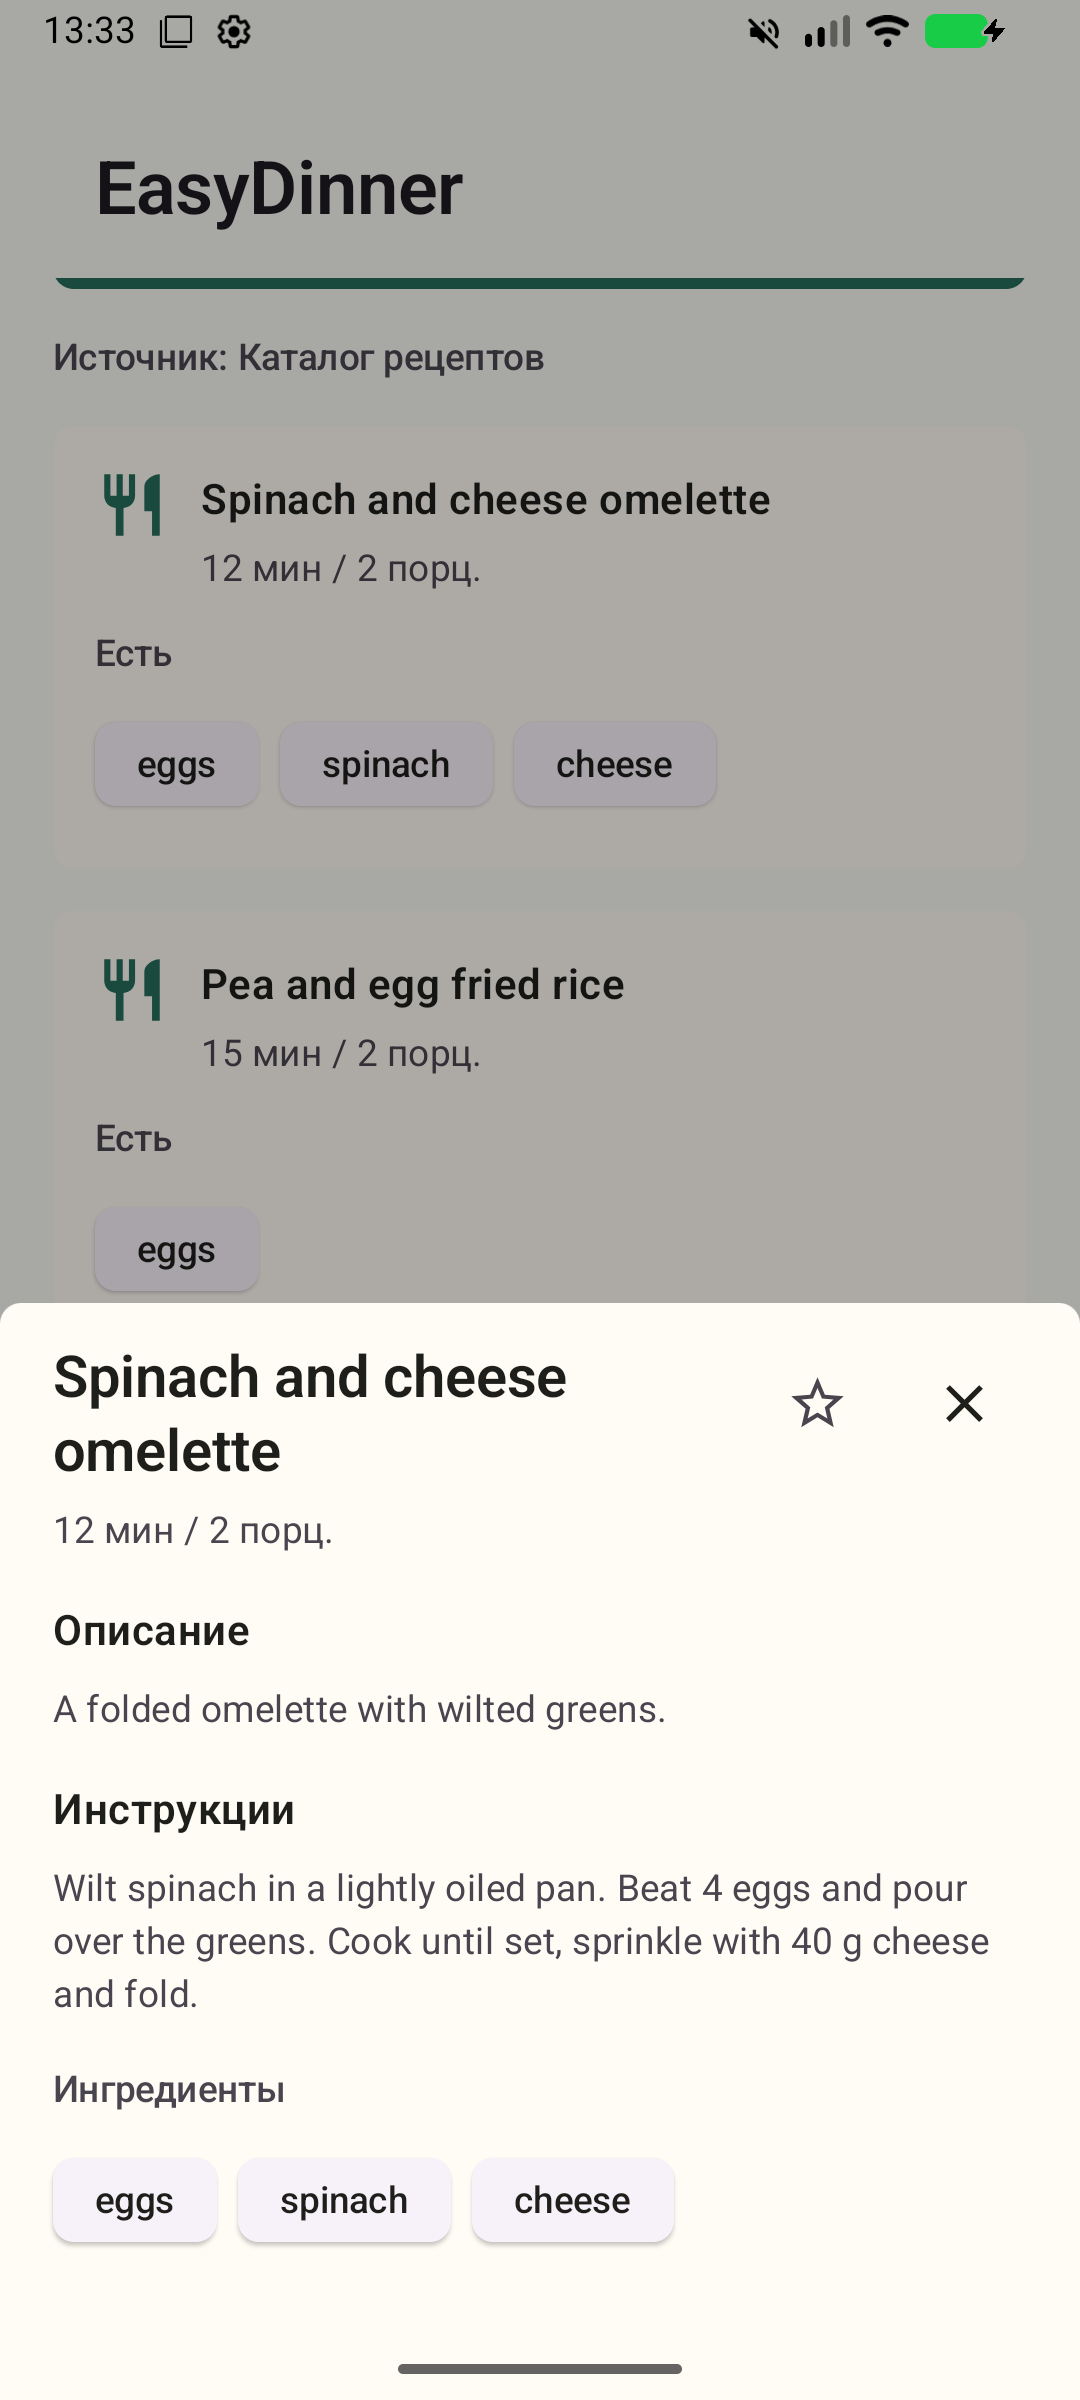 13:33
EasyDinner
Источник: Каталог рецептов
Spinach and cheese omelette
12 мин / 2 порц.
Есть
eggs
spinach
cheese
Pea and egg fried rice
15 мин / 2 порц.
Есть
eggs
Spinach and cheese
omelette
12 мин / 2 порц.
Описание
A folded omelette with wilted greens.
Инструкции
Wilt spinach in a lightly oiled pan. Beat 4 eggs and pour
over the greens. Cook until set, sprinkle with 40 g cheese
and fold.
Ингредиенты
eggs
spinach
cheese